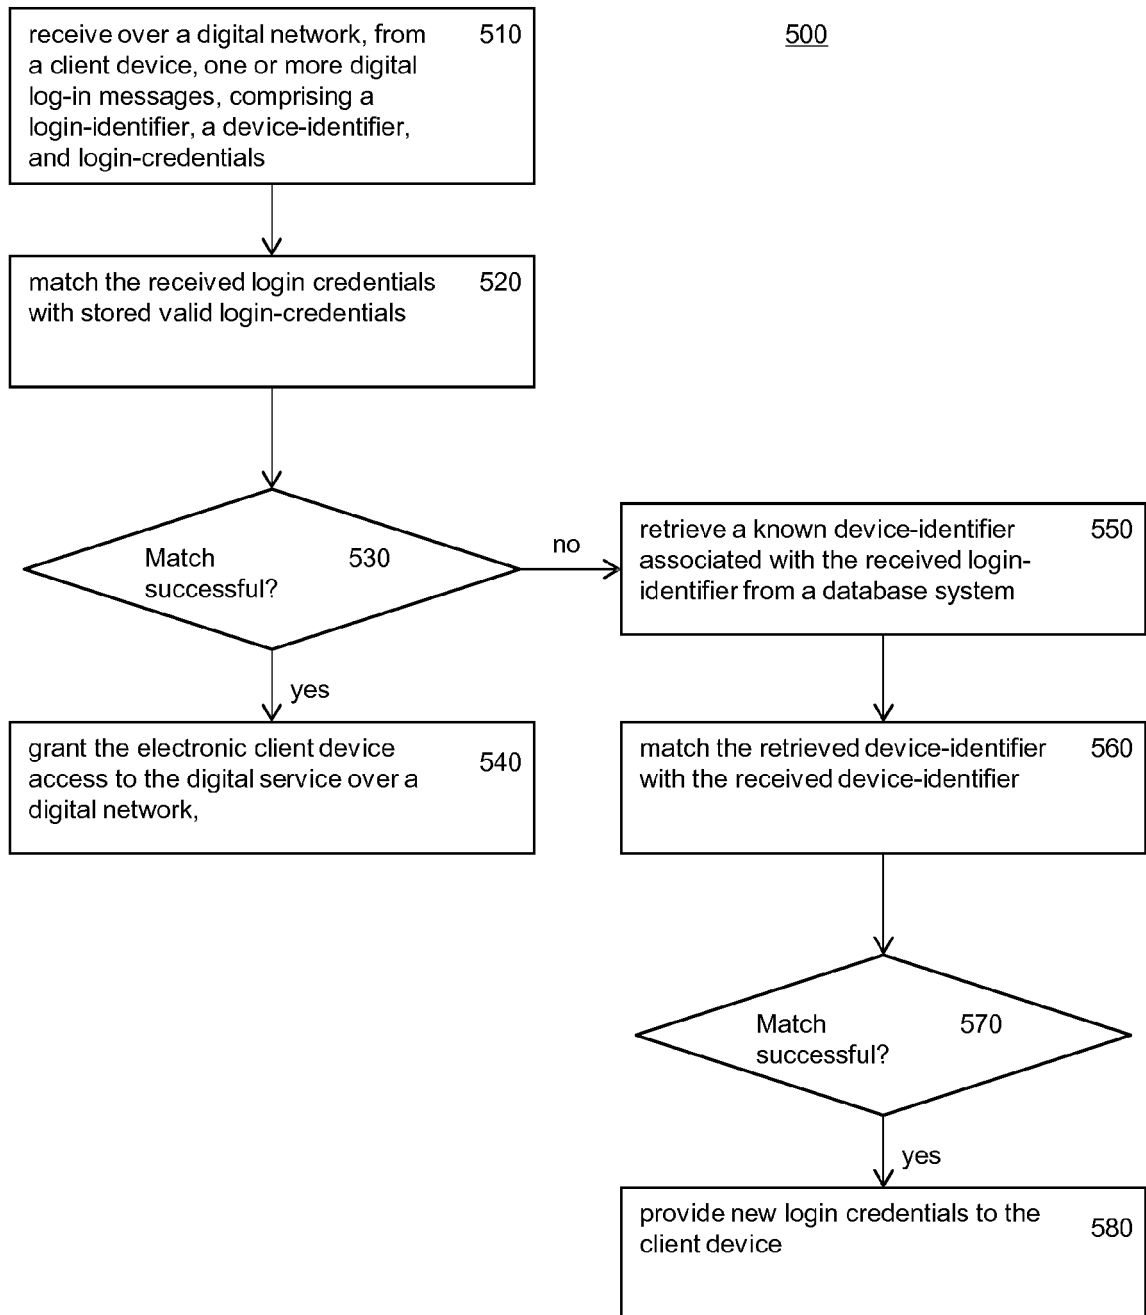 receive over a digital network, from 510
a client device, one or more digital
log-in messages, comprising a
login-identifier, a device-identifier,
and login-credentials
500
match the received login credentials 520
with stored valid login-credentials
Match 530
successful?
no
yes
grant the electronic client device
access to the digital service over a 540
digital network,
retrieve a known device-identifier 550
associated with the received login-
identifier from a database system
match the retrieved device-identifier 560
with the received device-identifier
Match 570
successful?
yes
provide new login credentials to the 580
client device